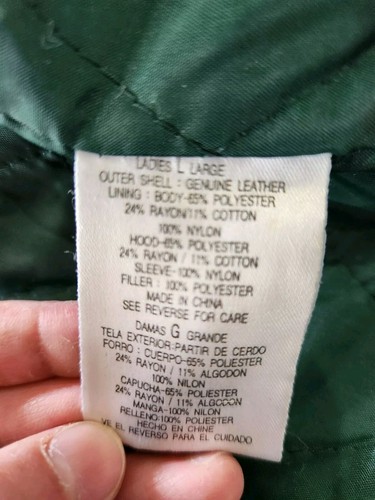 LADIES L LARGE
OUTER SHELL : GENUINE LEATHER
LINING : BODY-65% POLYESTER
24% RAYON/11% COTTON
100% NYLON
HOOD-65% POLYESTER
24% RAYON / 11% COTTON
SLEEVE-100% NYLON
FILLER : 100% POLYESTER
MADE IN CHINA
SEE REVERSE FOR CARE
DAMAS G GRANDE
TELA EXTERIOR:PARTIR DE CERDO
FORRO : CUERPO-65% POLIESTER
24% RAYON / 11% ALGODON
100% NILON
CAPUCHA-65% POLIESTER
24% RAYON / 11% ALGODON
MANGA-100% NILON
RELLENO:100% POLIESTER
HECHO EN CHINE
VE EL REVERSO PARA EL CUIDADO